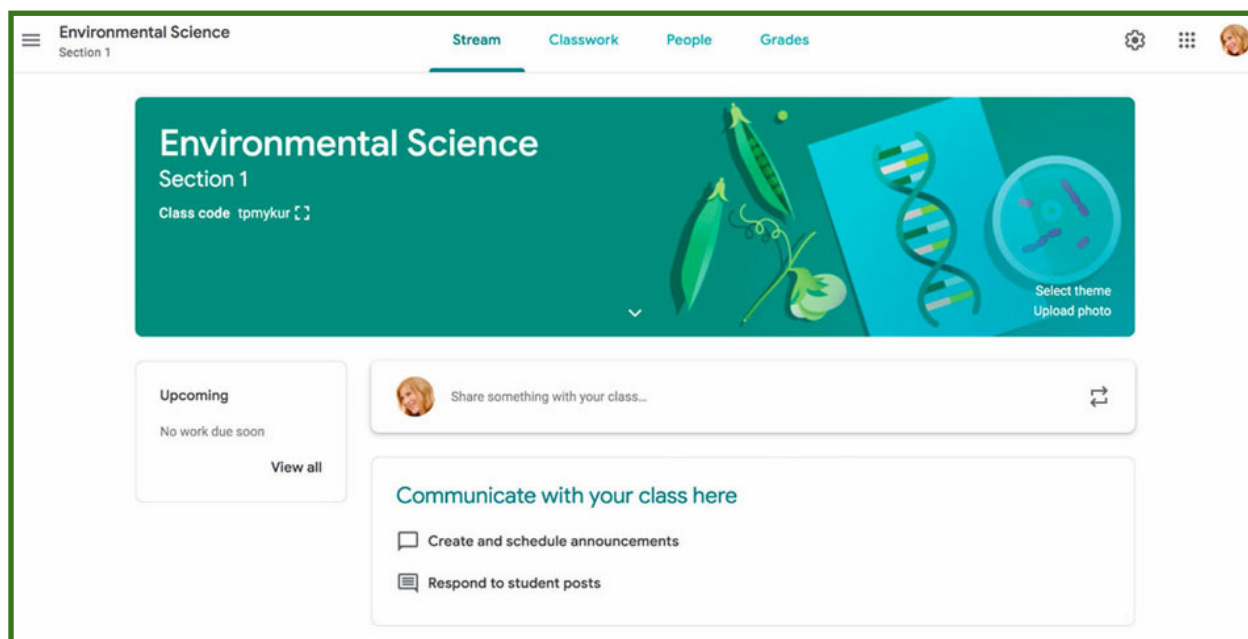 Environmental Science
Section 1
Stream Classwork People Grades
Environmental Science
Section 1
Class code tpmykur
Select theme
Upload photo
Upcoming
No work due soon
View all
Share something with your class...
Communicate with your class here
Create and schedule announcements
Respond to student posts